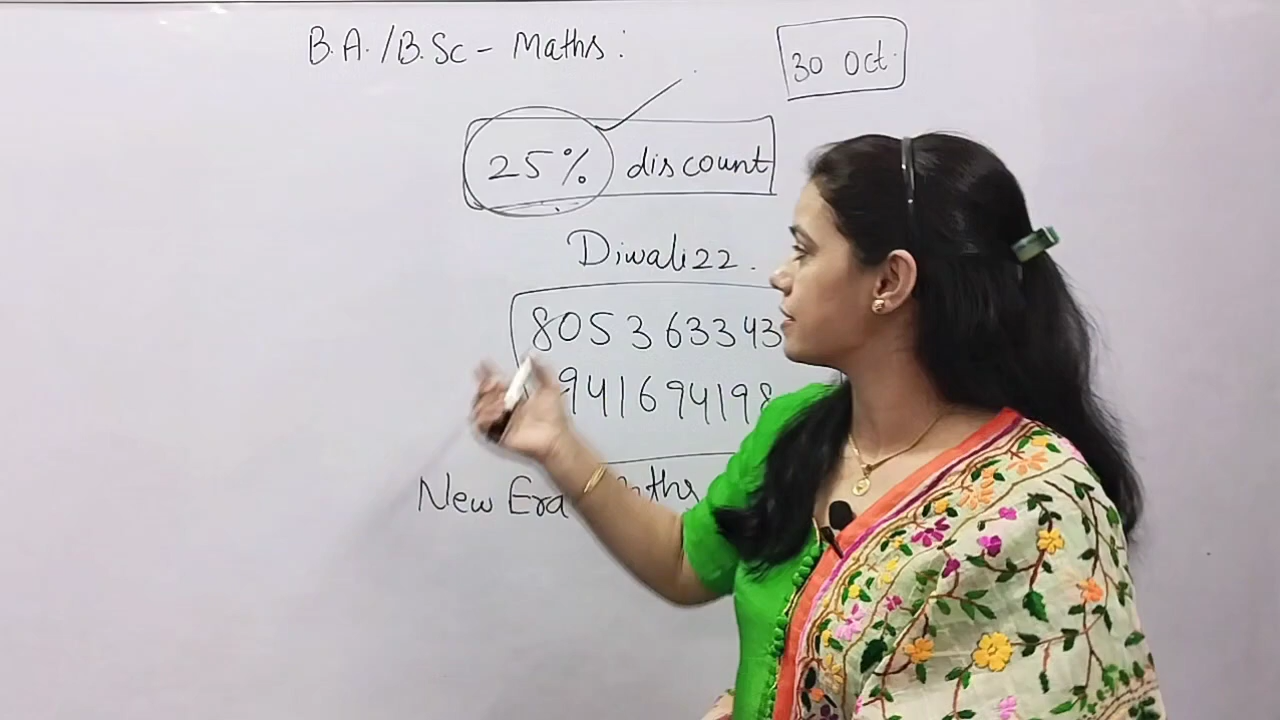 B.A./B.Sc - Maths:
30 Oct.
25% discount
Diwali22.
805363343
941694198
New Era